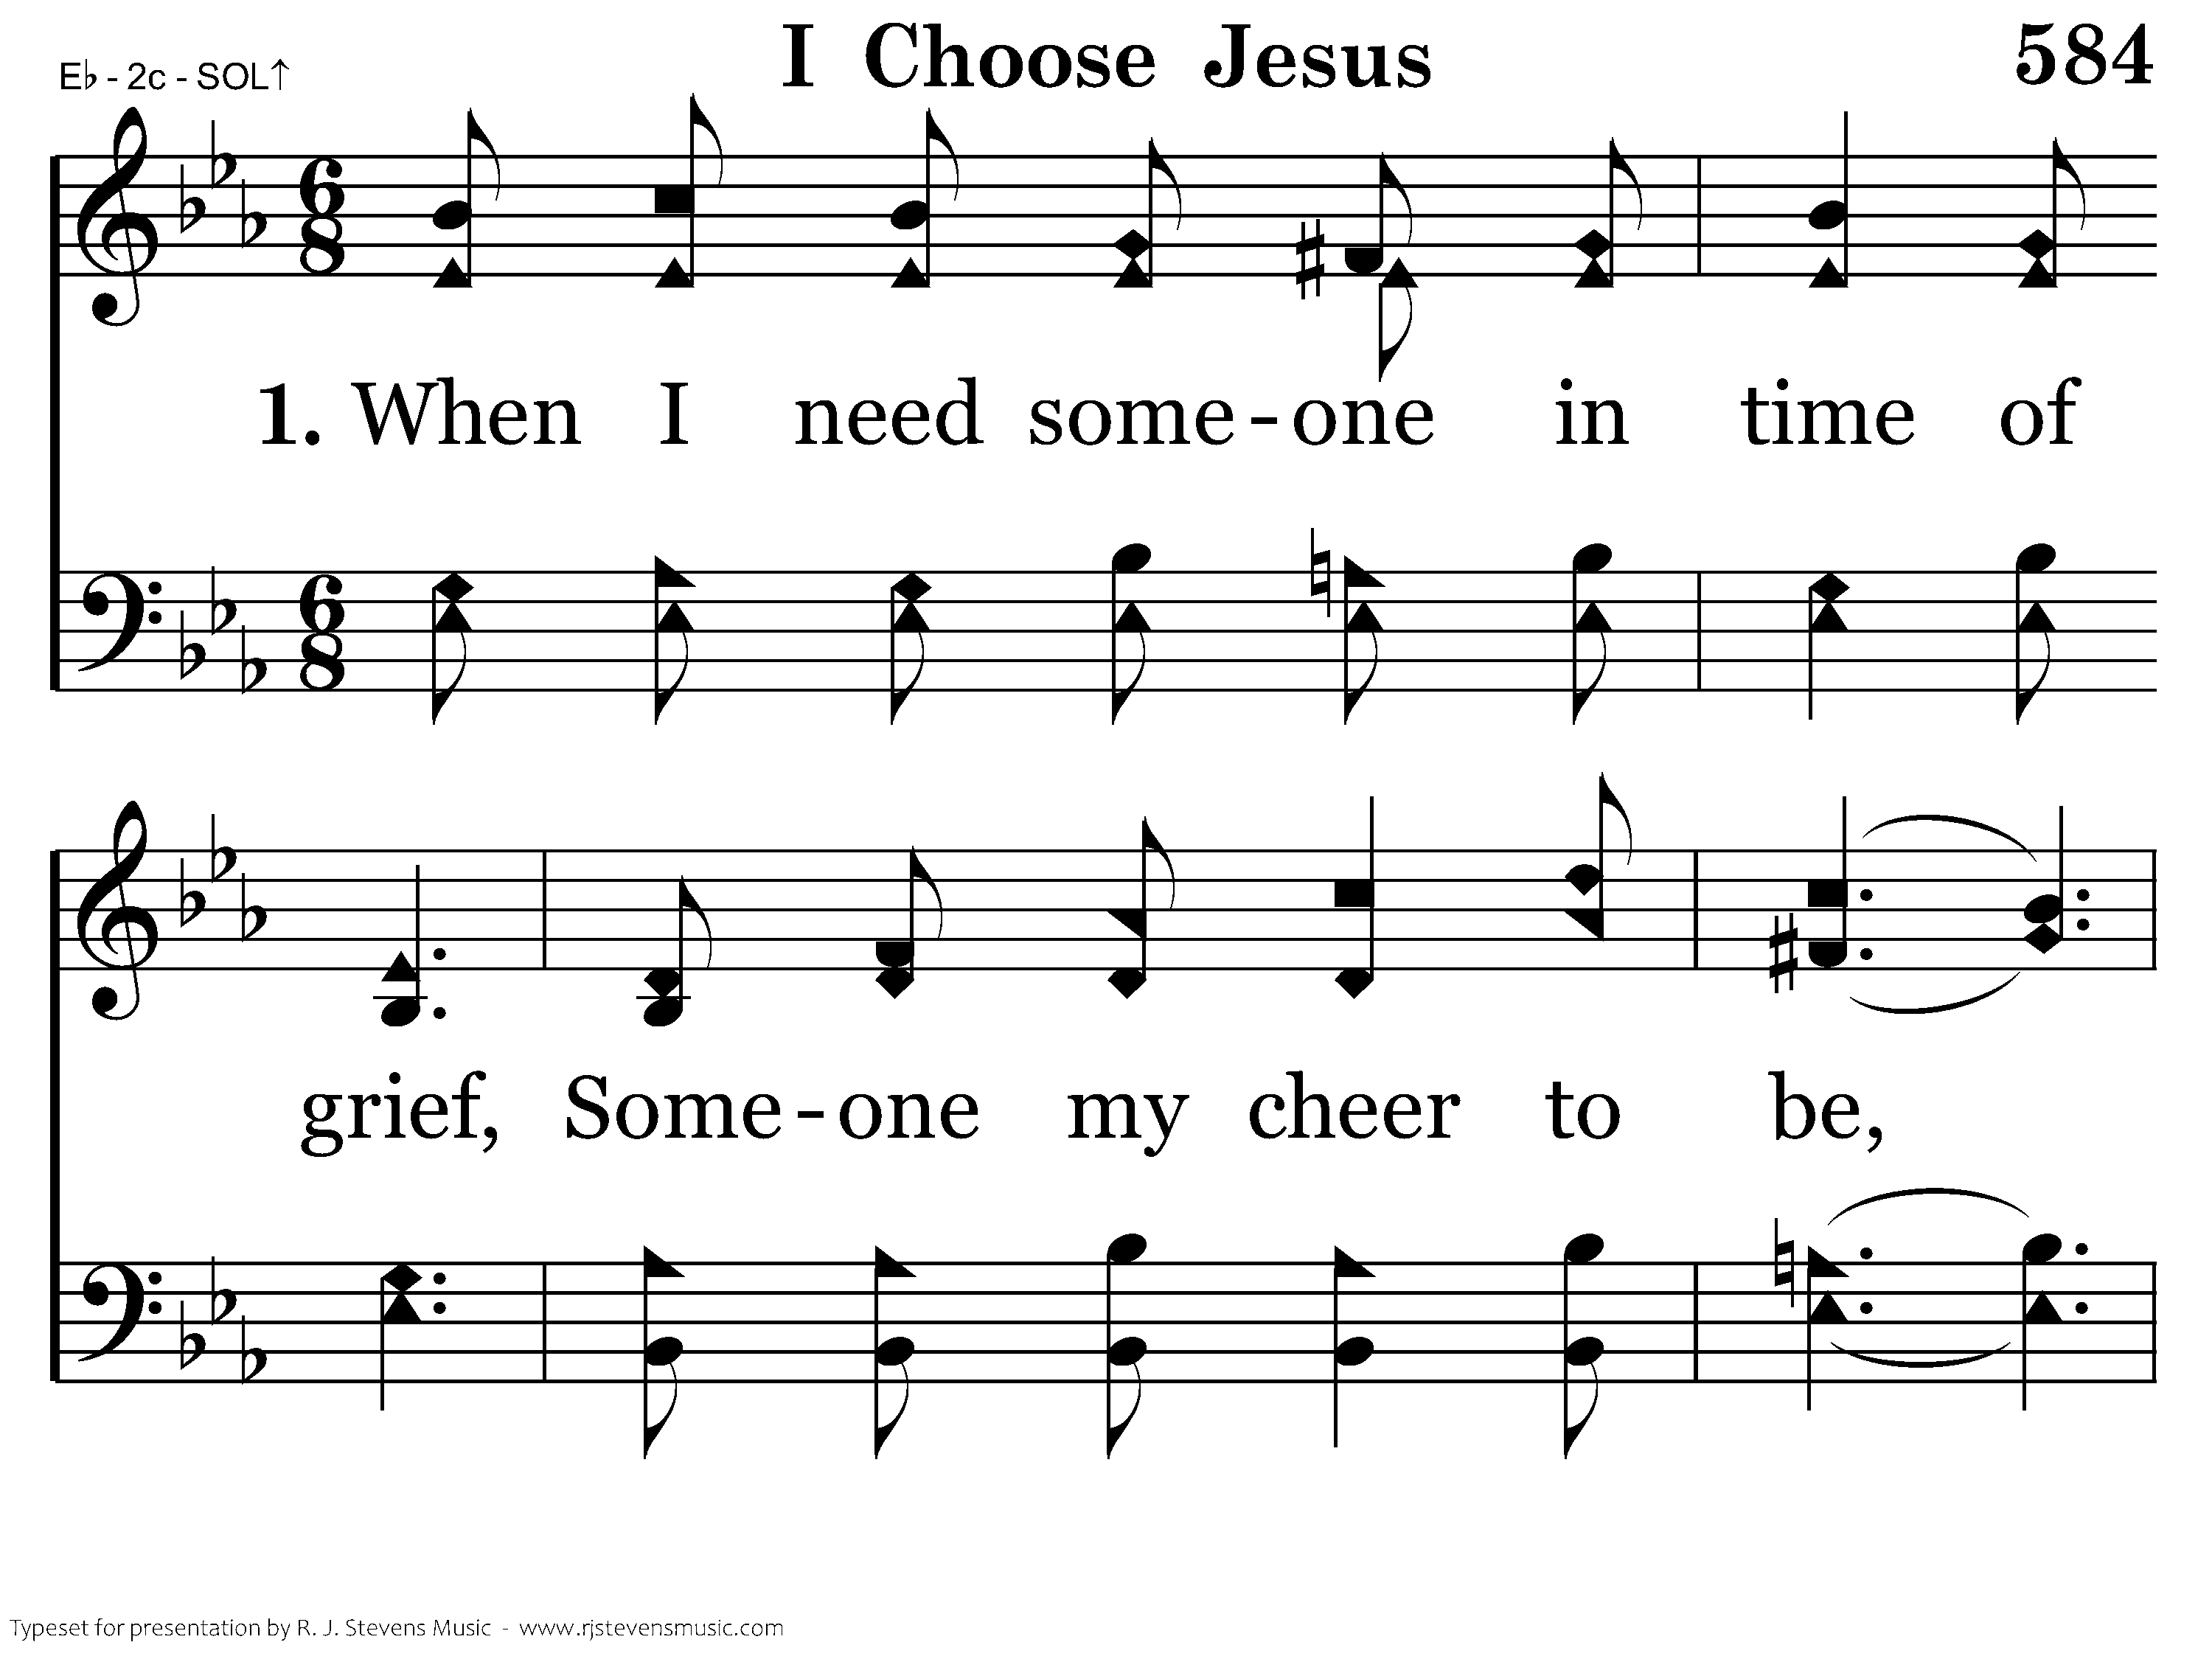 I Choose Jesus 584
E♭ - 2c - SOL↑
1. When I need some - one in time of
grief, Some - one my cheer to be,
Typeset for presentation by R. J. Stevens Music - www.rjstevensmusic.com